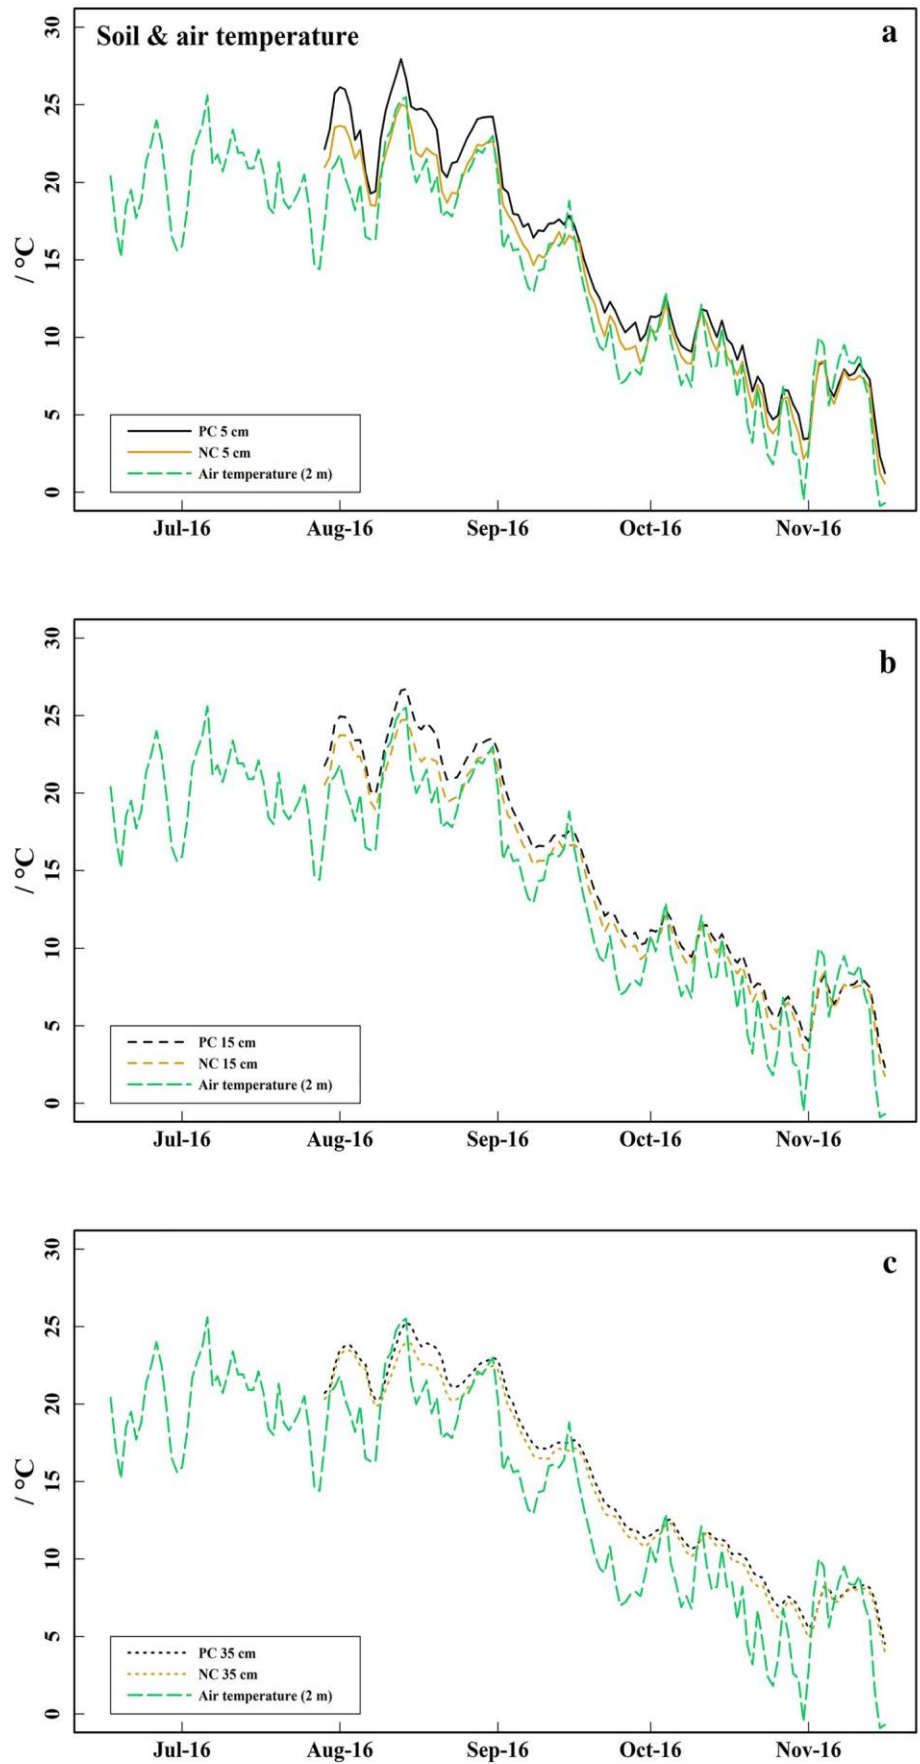 Soil & air temperature
a
30
25
20
15
10
5
0
/ °C
PC 5 cm
NC 5 cm
Air temperature (2 m)
Jul-16 Aug-16 Sep-16 Oct-16 Nov-16
b
30
25
20
15
10
5
0
/ °C
PC 15 cm
NC 15 cm
Air temperature (2 m)
Jul-16 Aug-16 Sep-16 Oct-16 Nov-16
c
30
25
20
15
10
5
0
/ °C
PC 35 cm
NC 35 cm
Air temperature (2 m)
Jul-16 Aug-16 Sep-16 Oct-16 Nov-16